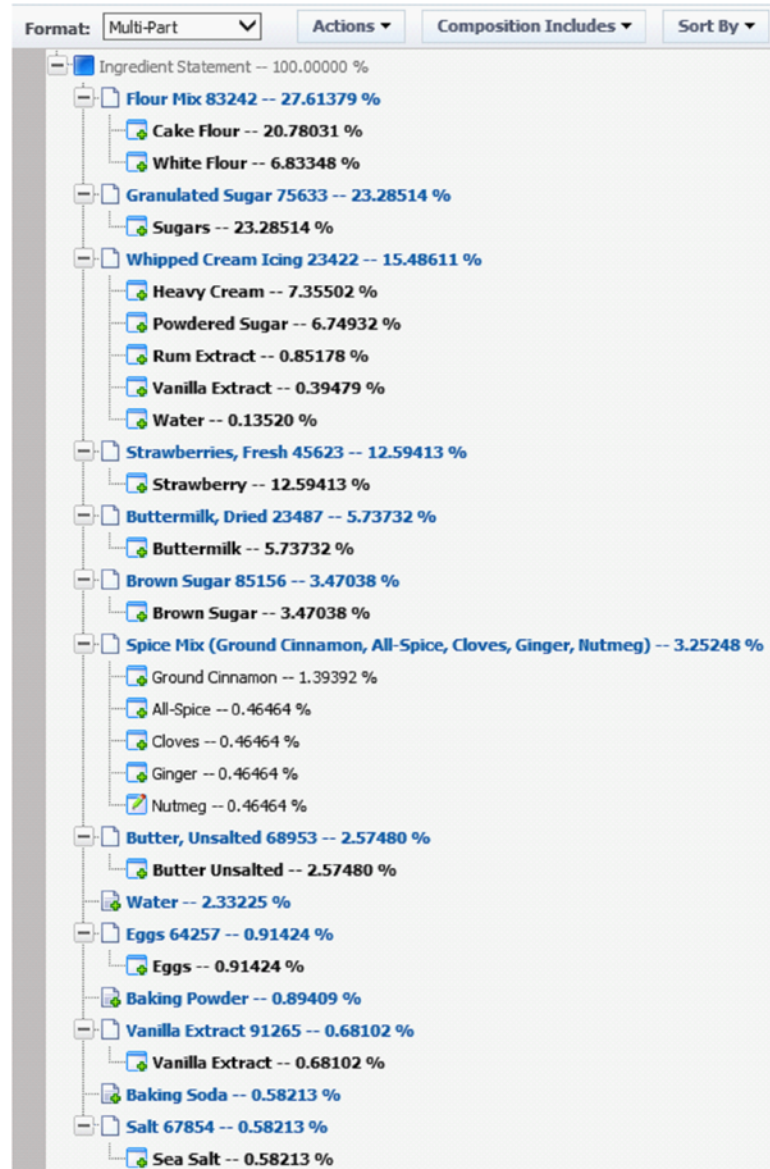 Format: Multi-Part Actions Composition Includes Sort By
Ingredient Statement -- 100.00000 %
Flour Mix 83242 -- 27.61379 %
Cake Flour -- 20.78031 %
White Flour -- 6.83348 %
Granulated Sugar 75633 -- 23.28514 %
Sugars -- 23.28514 %
Whipped Cream Icing 23422 -- 15.48611 %
Heavy Cream -- 7.35502 %
Powdered Sugar -- 6.74932 %
Rum Extract -- 0.85178 %
Vanilla Extract -- 0.39479 %
Water -- 0.13520 %
Strawberries, Fresh 45623 -- 12.59413 %
Strawberry -- 12.59413 %
Buttermilk, Dried 23487 -- 5.73732 %
Buttermilk -- 5.73732 %
Brown Sugar 85156 -- 3.47038 %
Brown Sugar -- 3.47038 %
Spice Mix (Ground Cinnamon, All-Spice, Cloves, Ginger, Nutmeg) -- 3.25248 %
Ground Cinnamon -- 1.39392 %
All-Spice -- 0.46464 %
Cloves -- 0.46464 %
Ginger -- 0.46464 %
Nutmeg -- 0.46464 %
Butter, Unsalted 68953 -- 2.57480 %
Butter Unsalted -- 2.57480 %
Water -- 2.33225 %
Eggs 64257 -- 0.91424 %
Eggs -- 0.91424 %
Baking Powder -- 0.89409 %
Vanilla Extract 91265 -- 0.68102 %
Vanilla Extract -- 0.68102 %
Baking Soda -- 0.58213 %
Salt 67854 -- 0.58213 %
Sea Salt -- 0.58213 %